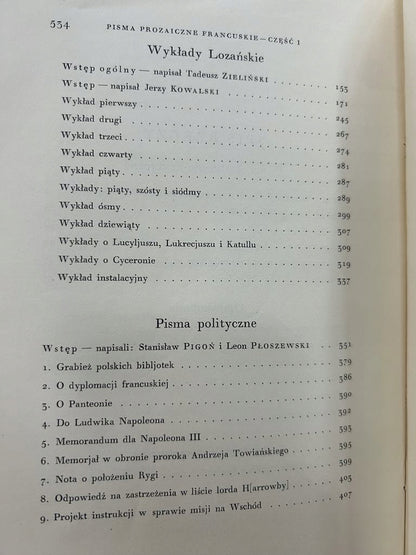 534 PISMA PROZAICZNE FRANCUSKIE — CZĘŚĆ I
Wykłady Lozańskie
Wstęp ogólny — napisał Tadeusz ZIELIŃSKI . . . . . . . . 153
Wstęp — napisał Jerzy KOWALSKI . . . . . . . . . . . . 171
Wykład pierwszy . . . . . . . . . . . . . . . . . . 245
Wykład drugi . . . . . . . . . . . . . . . . . . . 267
Wykład trzeci . . . . . . . . . . . . . . . . . . . 274
Wykład czwarty . . . . . . . . . . . . . . . . . . 281
Wykład piąty . . . . . . . . . . . . . . . . . . . 287
Wykłady: piąty, szósty i siódmy . . . . . . . . . . . . 289
Wykład ósmy . . . . . . . . . . . . . . . . . . . 299
Wykład dziewiąty . . . . . . . . . . . . . . . . . 307
Wykłady o Lucyljuszu, Lukrecjuszu i Katullu . . . . . . . 309
Wykłady o Cyceronie . . . . . . . . . . . . . . . . 319
Wykład instalacyjny . . . . . . . . . . . . . . . . 337
Pisma polityczne
Wstęp — napisali: Stanisław PIGOŃ i Leon PŁOSZEWSKI . . 351
1. Grabież polskich bibljotek . . . . . . . . . . . . . 379
2. O dyplomacji francuskiej . . . . . . . . . . . . . 386
3. O Panteonie . . . . . . . . . . . . . . . . . . 390
4. Do Ludwika Napoleona . . . . . . . . . . . . . . 392
5. Memorandum dla Napoleona III . . . . . . . . . . . 393
6. Memorjał w obronie proroka Andrzeja Towiańskiego . . . . 395
7. Nota o położeniu Rygi . . . . . . . . . . . . . . 399
8. Odpowiedź na zastrzeżenia w liście lorda H[arrowby] . . . 405
9. Projekt instrukcji w sprawie misji na Wschód . . . . . . 407